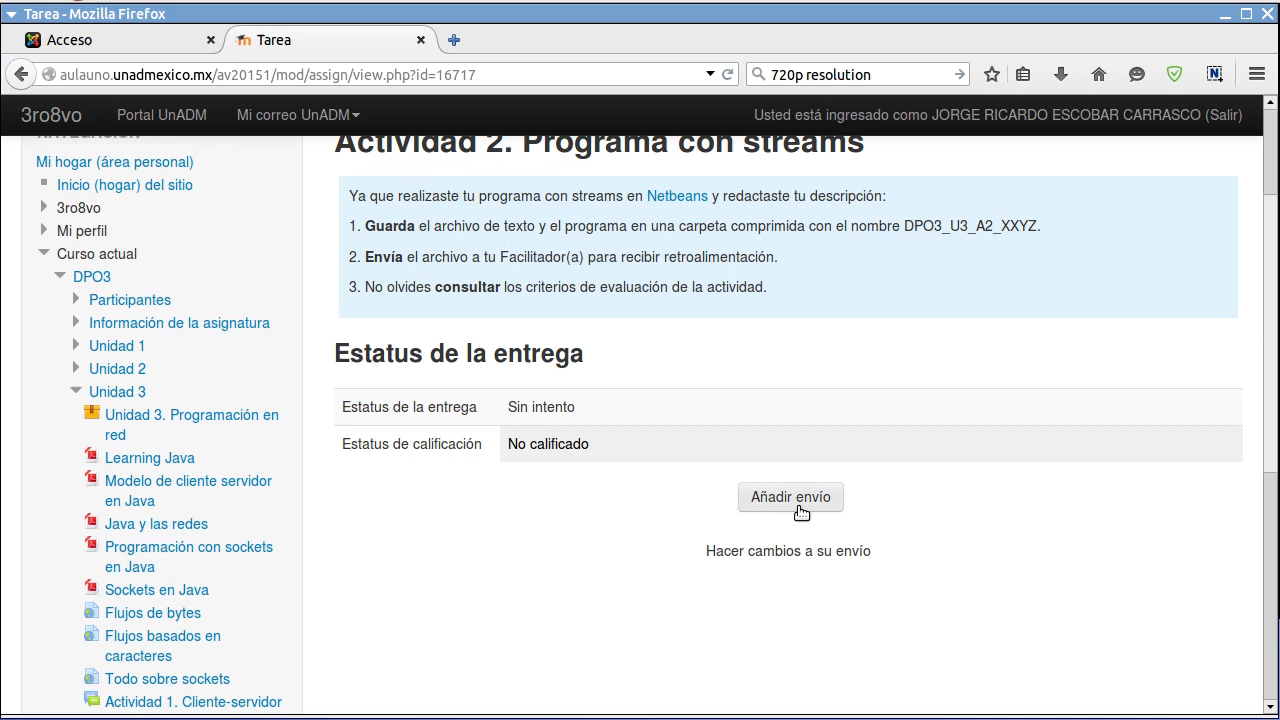 Tarea - Mozilla Firefox
Acceso
Tarea
aulauno.unadmexico.mx/av20151/mod/assign/view.php?id=16717
720p resolution
3ro8vo
Portal UnADM
Mi correo UnADM
Usted está ingresado como JORGE RICARDO ESCOBAR CARRASCO (Salir)
Mi hogar (área personal)
Inicio (hogar) del sitio
3ro8vo
Mi perfil
Curso actual
DPO3
Participantes
Información de la asignatura
Unidad 1
Unidad 2
Unidad 3
Unidad 3. Programación en
red
Learning Java
Modelo de cliente servidor
en Java
Java y las redes
Programación con sockets
en Java
Sockets en Java
Flujos de bytes
Flujos basados en
caracteres
Todo sobre sockets
Actividad 1. Cliente-servidor
Actividad 2. Programa con streams
Ya que realizaste tu programa con streams en Netbeans y redactaste tu descripción:
1. Guarda el archivo de texto y el programa en una carpeta comprimida con el nombre DPO3_U3_A2_XXYZ.
2. Envía el archivo a tu Facilitador(a) para recibir retroalimentación.
3. No olvides consultar los criterios de evaluación de la actividad.
Estatus de la entrega
Estatus de la entrega Sin intento
Estatus de calificación No calificado
Añadir envío
Hacer cambios a su envío